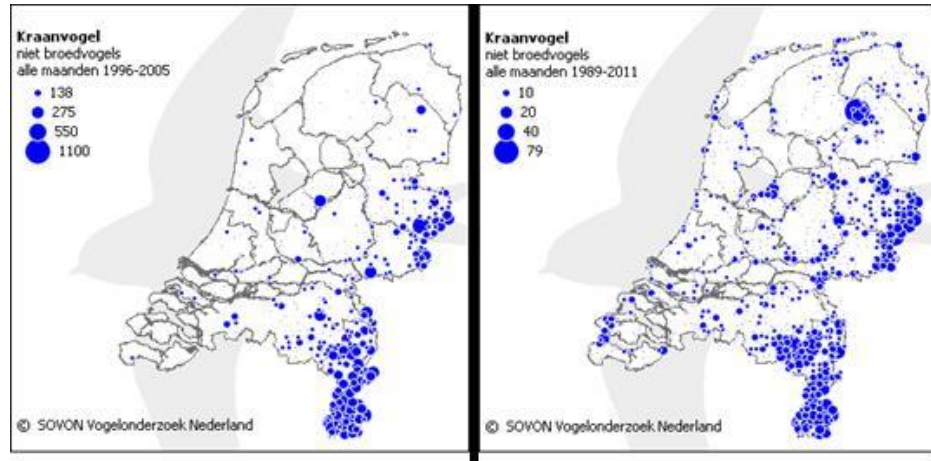 Kraanvogel
niet broedvogels
alle maanden 1996-2005
138
275
550
1100
© SOVON Vogelonderzoek Nederland
Kraanvogel
niet broedvogels
alle maanden 1989-2011
10
20
40
79
© SOVON Vogelonderzoek Nederland